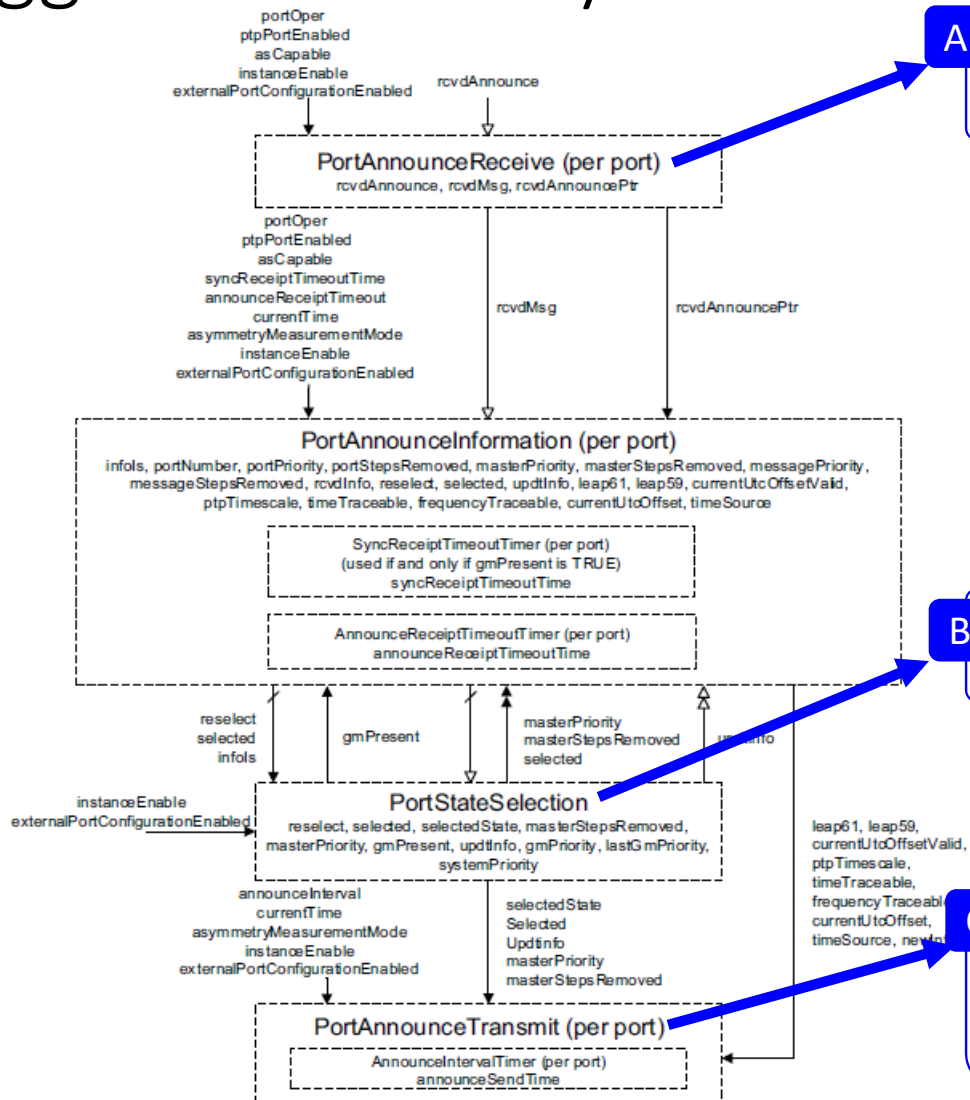 portOper
ptpPortEnabled
asCapable
instanceEnable
externalPortConfigurationEnabled
rcvdAnnounce
A
PortAnnounceReceive (per port)
rcvdAnnounce, rcvdMsg, rcvdAnnouncePtr
portOper
ptpPortEnabled
asCapable
syncReceiptTimeoutTime
announceReceiptTimeout
currentTime
asymmetryMeasurementMode
instanceEnable
externalPortConfigurationEnabled
rcvdMsg
rcvdAnnouncePtr
PortAnnounceInformation (per port)
infoIs, portNumber, portPriority, portStepsRemoved, masterPriority, masterStepsRemoved, messagePriority,
messageStepsRemoved, rcvdInfo, reselect, selected, updtInfo, leap61, leap59, currentUtcOffsetValid,
ptpTimescale, timeTraceable, frequencyTraceable, currentUtcOffset, timeSource
SyncReceiptTimeoutTimer (per port)
(used if and only if gmPresent is TRUE)
syncReceiptTimeoutTime
AnnounceReceiptTimeoutTimer (per port)
announceReceiptTimeoutTime
B
reselect
selected
infoIs
gmPresent
masterPriority
masterStepsRemoved
selected
updtInfo
instanceEnable
externalPortConfigurationEnabled
PortStateSelection
reselect, selected, selectedState, masterStepsRemoved,
masterPriority, gmPresent, updtInfo, gmPriority, lastGmPriority,
systemPriority
announceInterval
currentTime
asymmetryMeasurementMode
instanceEnable
externalPortConfigurationEnabled
selectedState
Selected
Updtinfo
masterPriority
masterStepsRemoved
leap61, leap59,
currentUtcOffsetValid,
ptpTimescale,
timeTraceable,
frequencyTraceable
currentUtcOffset,
timeSource,
PortAnnounceTransmit (per port)
AnnounceIntervalTimer (per port)
announceSendTime